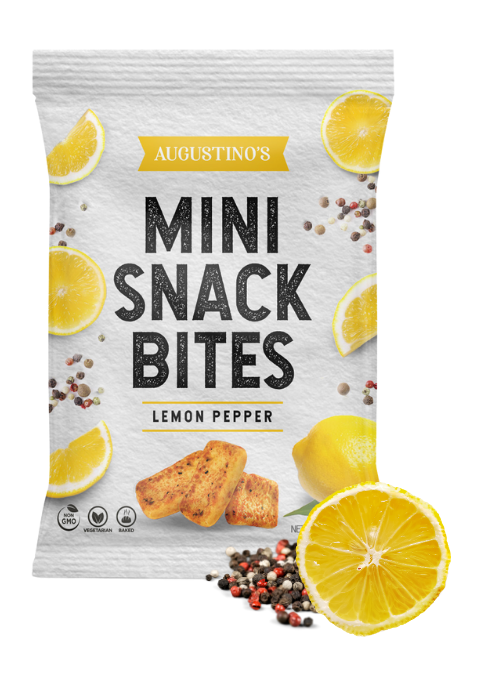 AUGUSTINO'S
MINI
SNACK
BITES
LEMON PEPPER
NON
GMO
VEGETARIAN
BAKED